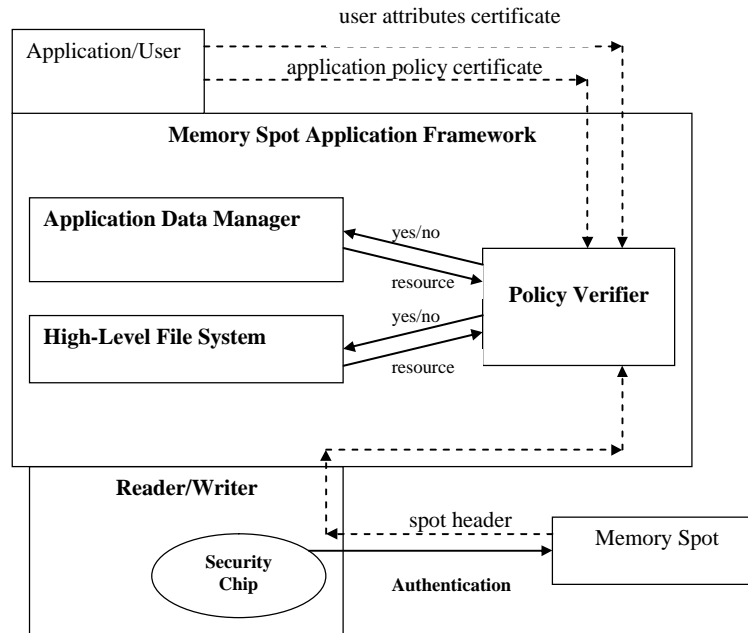 user attributes certificate
Application/User
application policy certificate
Memory Spot Application Framework
Application Data Manager
yes/no
resource
Policy Verifier
High-Level File System
yes/no
resource
Reader/Writer
spot header
Memory Spot
Security
Chip
Authentication